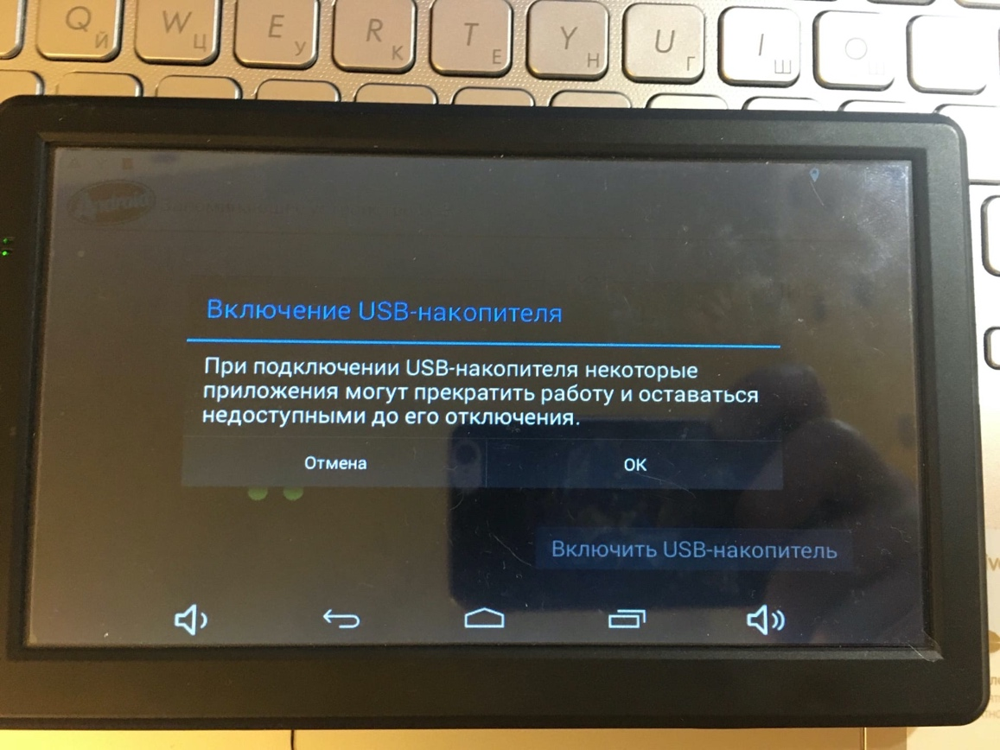 Q Й W Ц E У R К T Е Y Н U Г I Ш O Щ
Android
Включение USB-накопителя
При подключении USB-накопителя некоторые
приложения могут прекратить работу и оставаться
недоступными до его отключения.
Отмена OK
Включить USB-накопитель